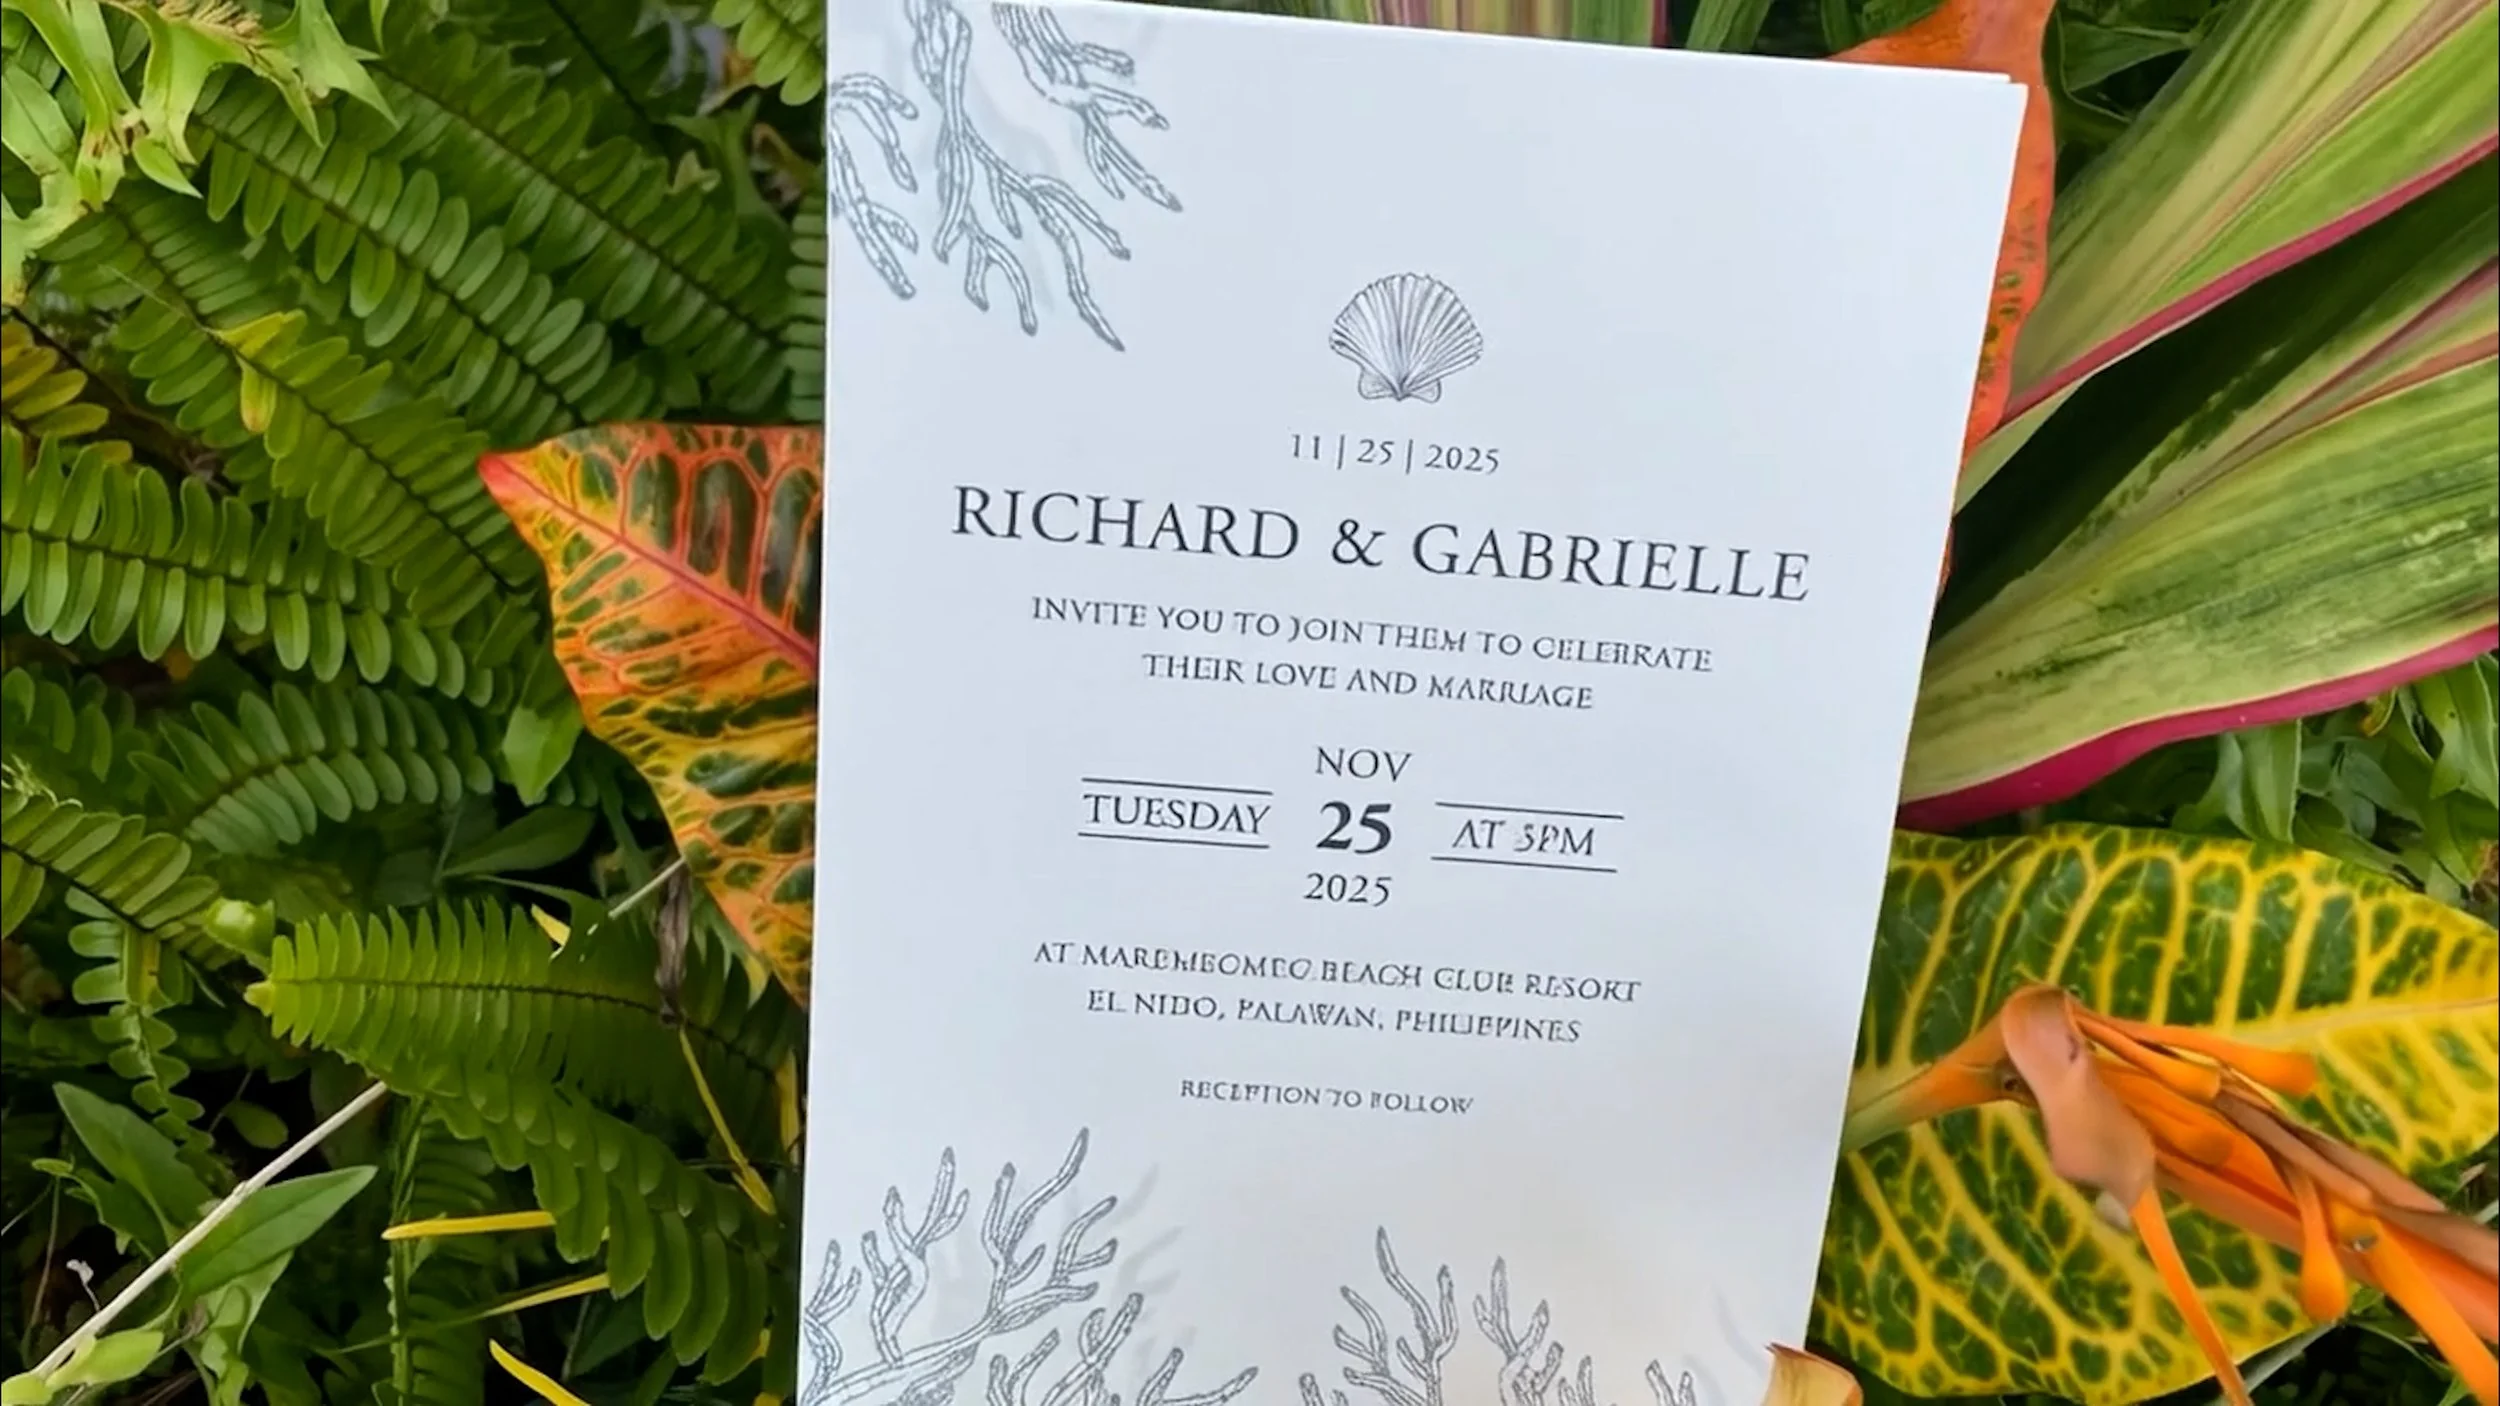 11 | 25 | 2025
RICHARD & GABRIELLE
INVITE YOU TO JOIN THEM TO CELEBRATE
THEIR LOVE AND MARRIAGE
NOV
TUESDAY 25 AT 3PM
2025
AT BEACH CLUB RESORT
EL NIDO, PALAWAN, PHILIPPINES
RECEPTION TO FOLLOW